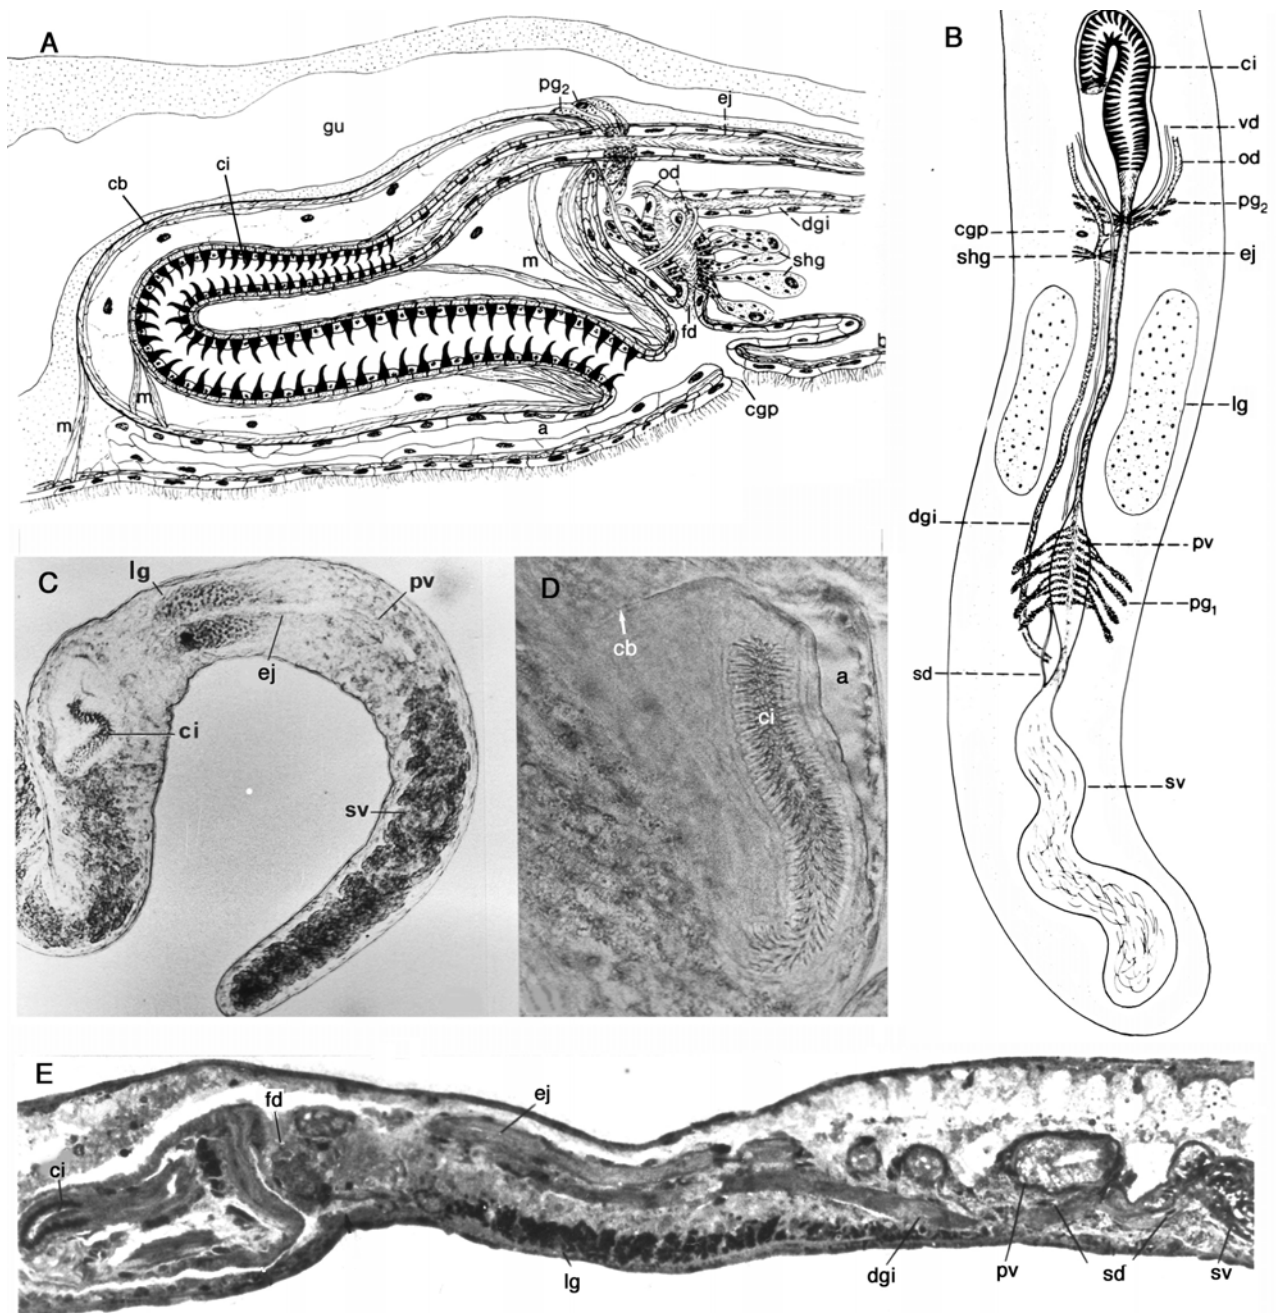 A
pg2
ej
gu
ci
od
cb
dgi
m
shg
fd
m
m
a
cgp
B
ci
vd
od
pg2
cgp
shg
ej
lg
dgi
pv
pg1
sd
sv
C
lg
pv
ej
ci
sv
D
cb
a
ci
E
fd
ej
ci
lg
dgi
pv
sd
sv